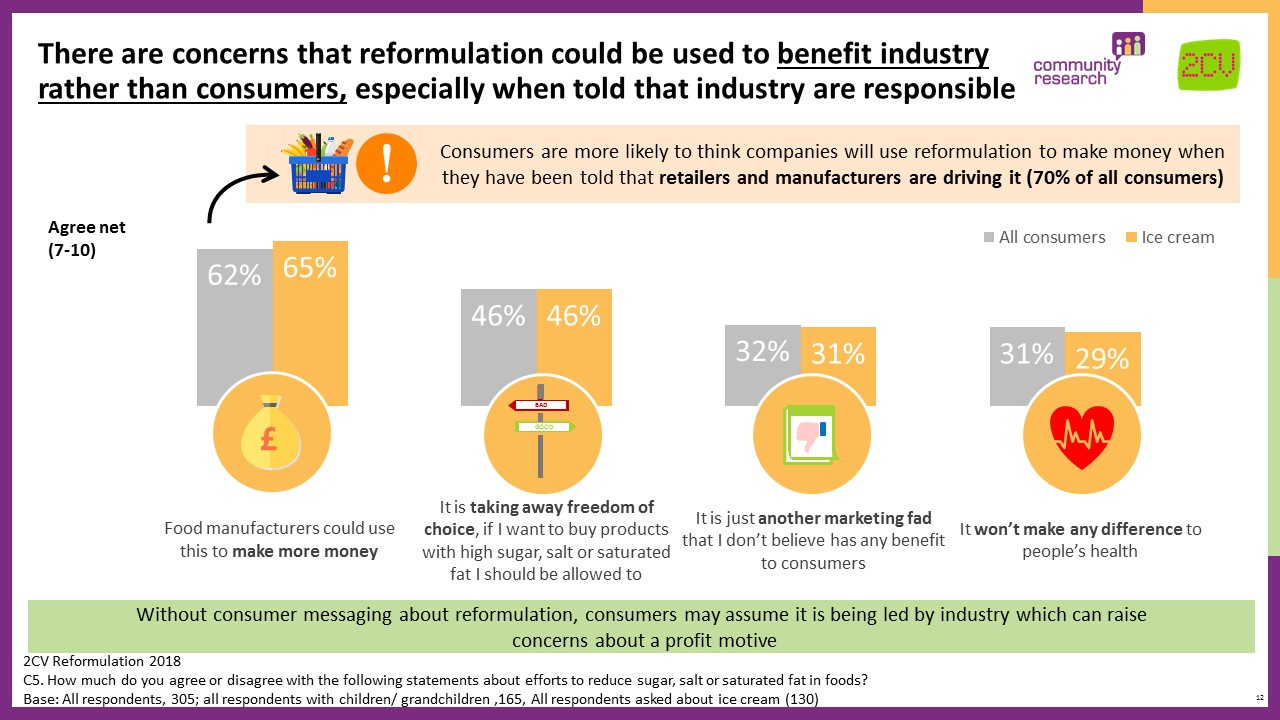 There are concerns that reformulation could be used to benefit industry
rather than consumers, especially when told that industry are responsible
community
research
2CV
Consumers are more likely to think companies will use reformulation to make money when
they have been told that retailers and manufacturers are driving it (70% of all consumers)
Agree net
(7-10)
All consumers
Ice cream
62%
65%
46%
46%
32%
31%
31%
29%
£
BAD
GOOD
Food manufacturers could use
this to make more money
It is taking away freedom of
choice, if I want to buy products
with high sugar, salt or saturated
fat I should be allowed to
It is just another marketing fad
that I don’t believe has any benefit
to consumers
It won’t make any difference to
people’s health
Without consumer messaging about reformulation, consumers may assume it is being led by industry which can raise
concerns about a profit motive
2CV Reformulation 2018
C5. How much do you agree or disagree with the following statements about efforts to reduce sugar, salt or saturated fat in foods?
Base: All respondents, 305; all respondents with children/ grandchildren ,165, All respondents asked about ice cream (130)
12